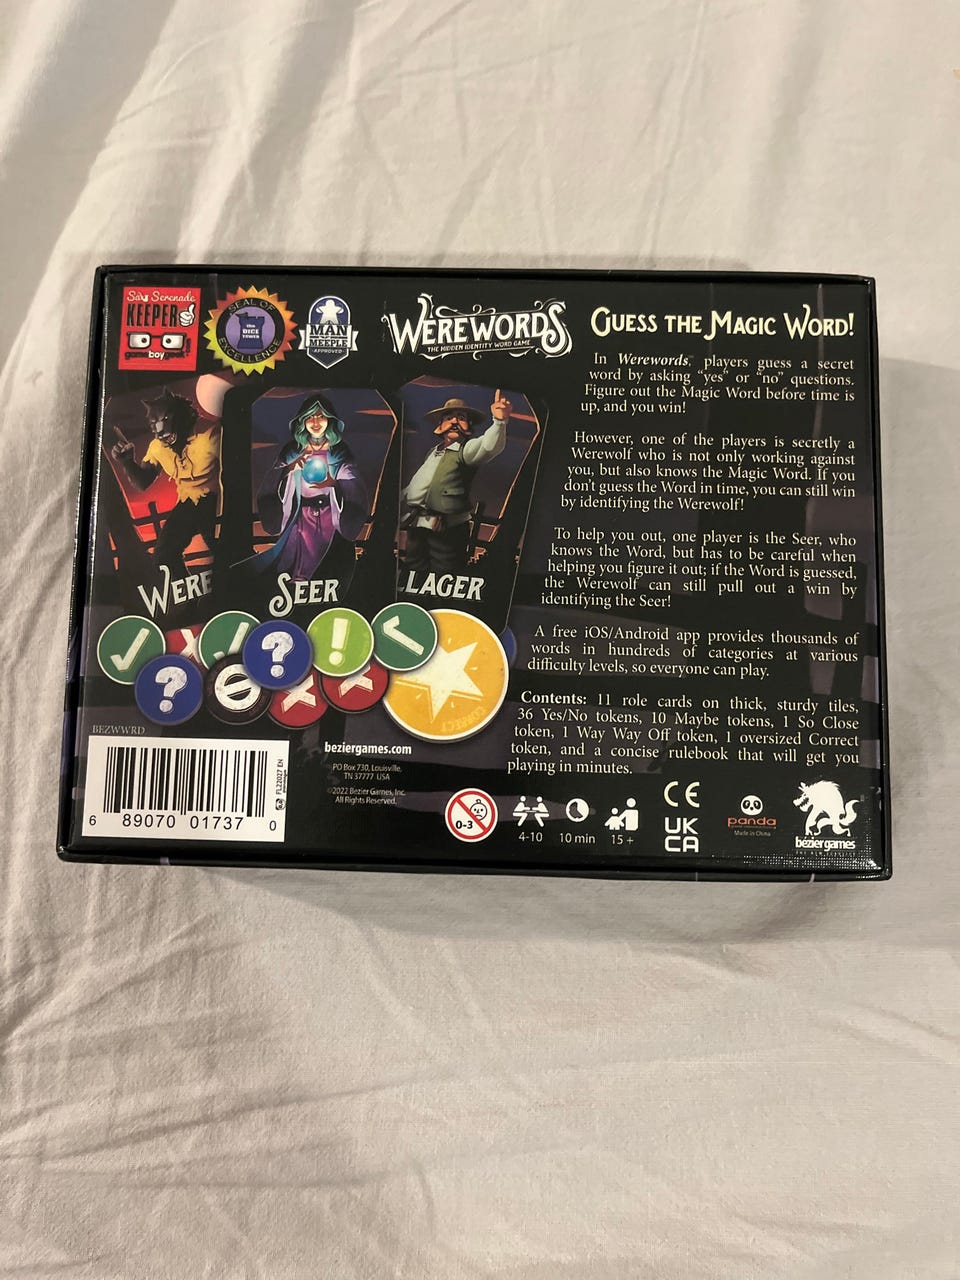 Sir Serenade
KEEPER
gameboy
SEAL OF
the
DICE
TOWER
EXCELLENCE
MAN
VS
MEEPLE
APPROVED
WEREWORDS
THE HIDDEN IDENTITY WORD GAME
GUESS THE MAGIC WORD!
In Werewords, players guess a secret
word by asking “yes” or “no” questions.
Figure out the Magic Word before time is
up, and you win!
However, one of the players is secretly a
Werewolf who is not only working against
you, but also knows the Magic Word. If you
don’t guess the Word in time, you can still win
by identifying the Werewolf!
To help you out, one player is the Seer, who
knows the Word, but has to be careful when
helping you figure it out; if the Word is guessed,
the Werewolf can still pull out a win by
identifying the Seer!
A free iOS/Android app provides thousands of
words in hundreds of categories at various
difficulty levels, so everyone can play.
Contents: 11 role cards on thick, sturdy tiles,
36 Yes/No tokens, 10 Maybe tokens, 1 So Close
token, 1 Way Way Off token, 1 oversized Correct
token, and a concise rulebook that will get you
playing in minutes.
WERE
SEER
LAGER
?
?
!
CORRECT
BEZWWRD
6 89070 01737 0
FL22027 EN
beziergames.com
PO Box 730, Louisville,
TN 37777 USA
©2022 Bezier Games, Inc.
All Rights Reserved.
0-3
4-10
10 min
15 +
CE
UK
CA
panda
Made in China
béziergames